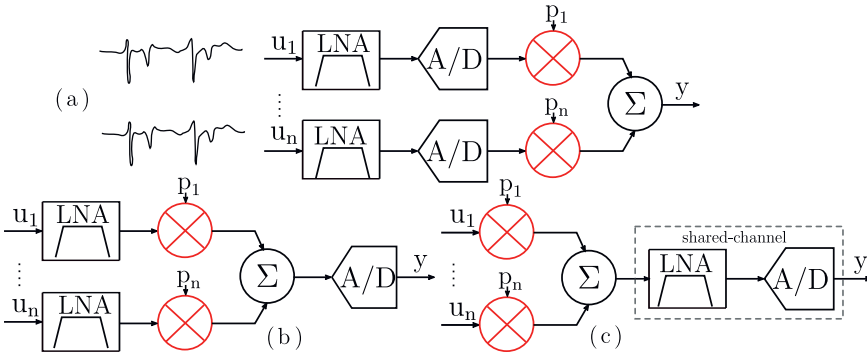 p₁
u₁ LNA A/D
(a) Σ y
pₙ
uₙ LNA A/D
p₁
u₁ LNA
Σ A/D y
pₙ
uₙ LNA
(b)
p₁
u₁
shared-channel
Σ LNA A/D y
pₙ
uₙ
(c)